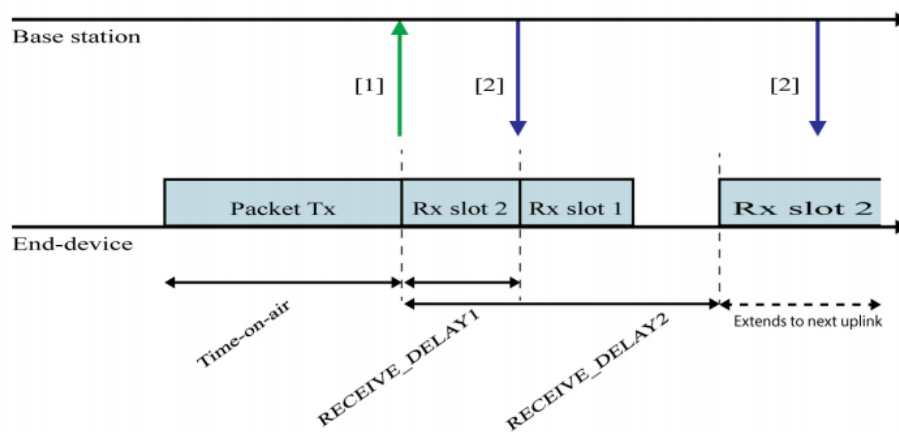 Base station
[1]
[2]
[2]
Packet Tx
Rx slot 2
Rx slot 1
Rx slot 2
End-device
Time-on-air
RECEIVE_DELAY1
RECEIVE_DELAY2
Extends to next uplink